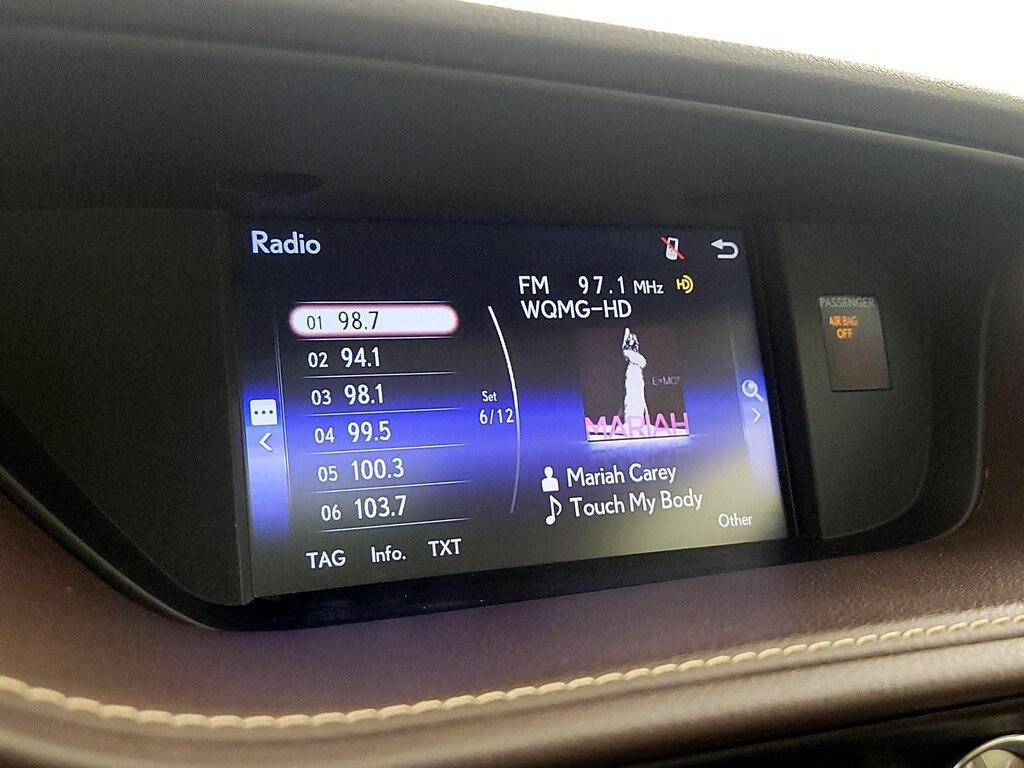 Radio
01 98.7
02 94.1
03 98.1
04 99.5
05 100.3
06 103.7
TAG Info. TXT
Set
6/12
FM 97.1 MHz HD
WQMG-HD
E=MC²
MARIAH
Mariah Carey
Touch My Body
Other
PASSENGER
AIR BAG
OFF